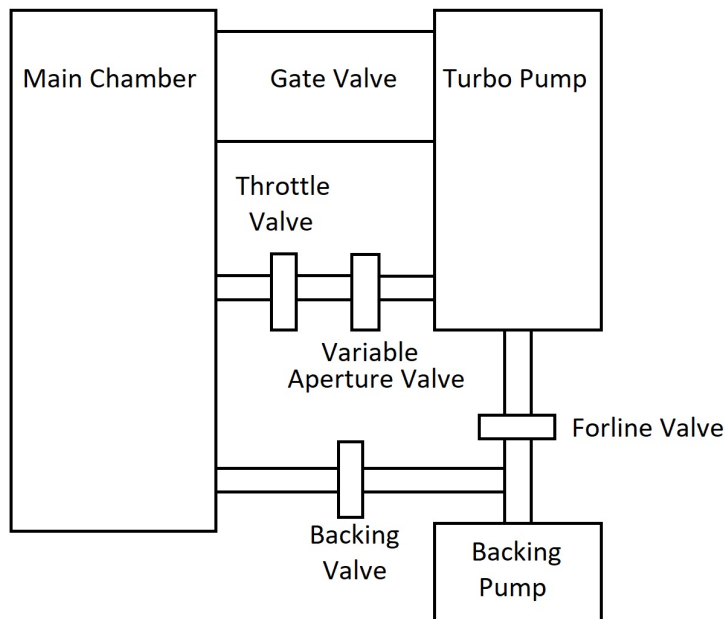 Main Chamber
Gate Valve
Turbo Pump
Throttle
Valve
Variable
Aperture Valve
Forline Valve
Backing
Valve
Backing
Pump